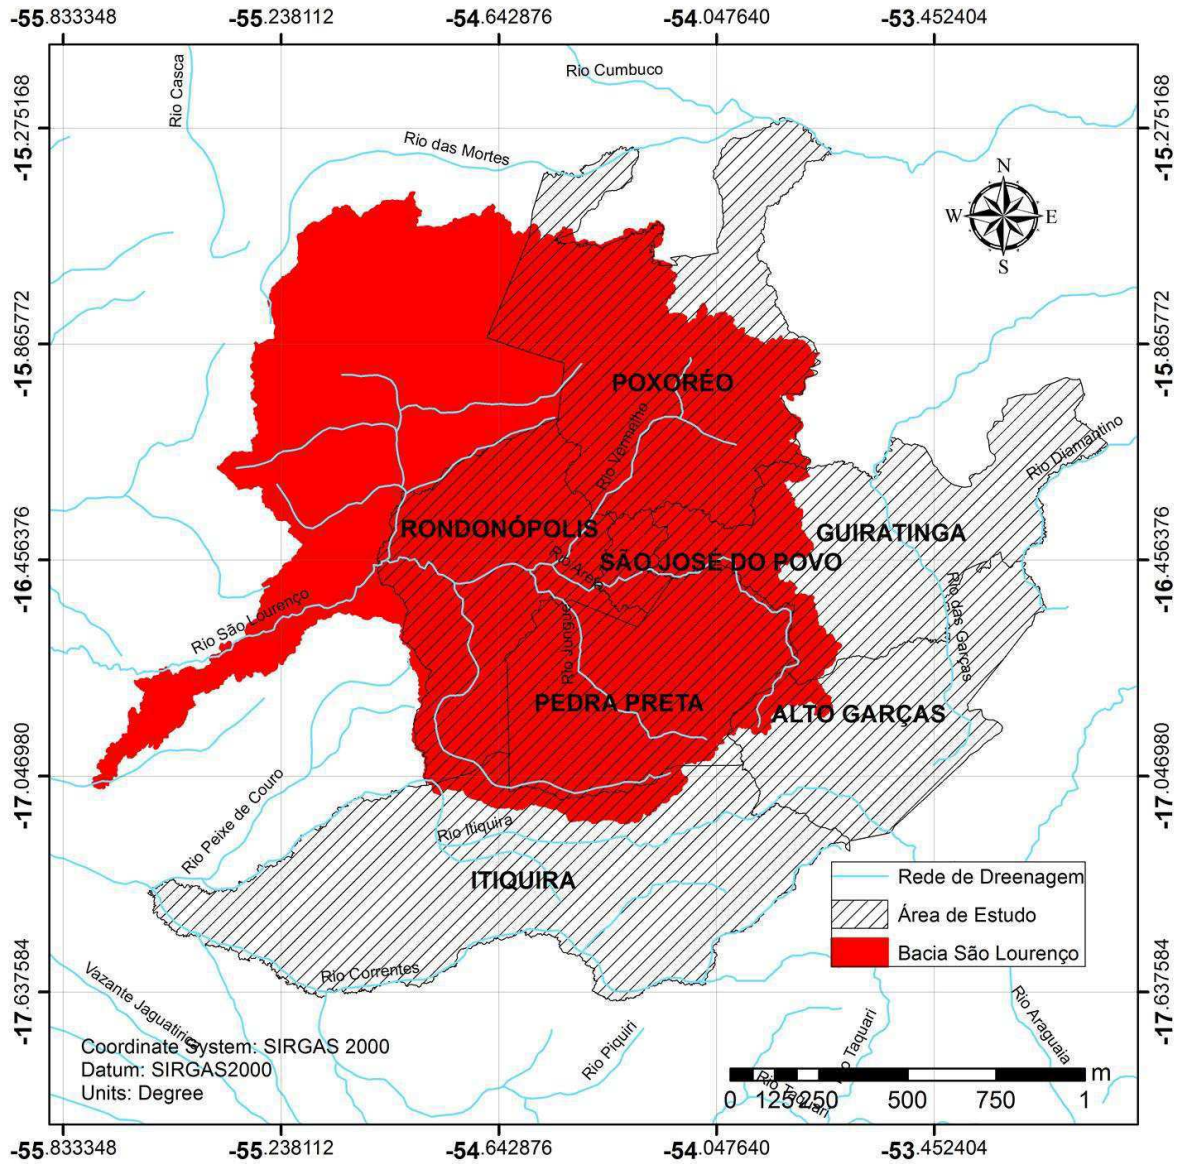 -55.833348 -55.238112 -54.642876 -54.047640 -53.452404
-15.275168
-15.865772
-16.456376
-17.046980
-17.637584
-15.275168
-15.865772
-16.456376
-17.046980
-17.637584
Rio Casca
Rio Cumbuco
Rio das Mortes
N
W E
S
POXORÉO
Rio Vermelho
Rio Diamantino
RONDONÓPOLIS
GUIRATINGA
Rio Areia
SÃO JOSE DO POVO
Rio São Lourenço
Rio Jurigue
Rio das Garças
PEDRA PRETA
ALTO GARÇAS
Rio Peixe de Couro
Rio Itiquira
ITIQUIRA
Rede de Dreenagem
Área de Estudo
Bacia São Lourenço
Rio Correntes
Vazante Jaguatirica
Rio Piquiri
Rio Taquari
Rio Araguaia
Coordinate System: SIRGAS 2000
Datum: SIRGAS2000
Units: Degree
Rio Taquari
m
0 125 250 500 750 1
-55.833348 -55.238112 -54.642876 -54.047640 -53.452404